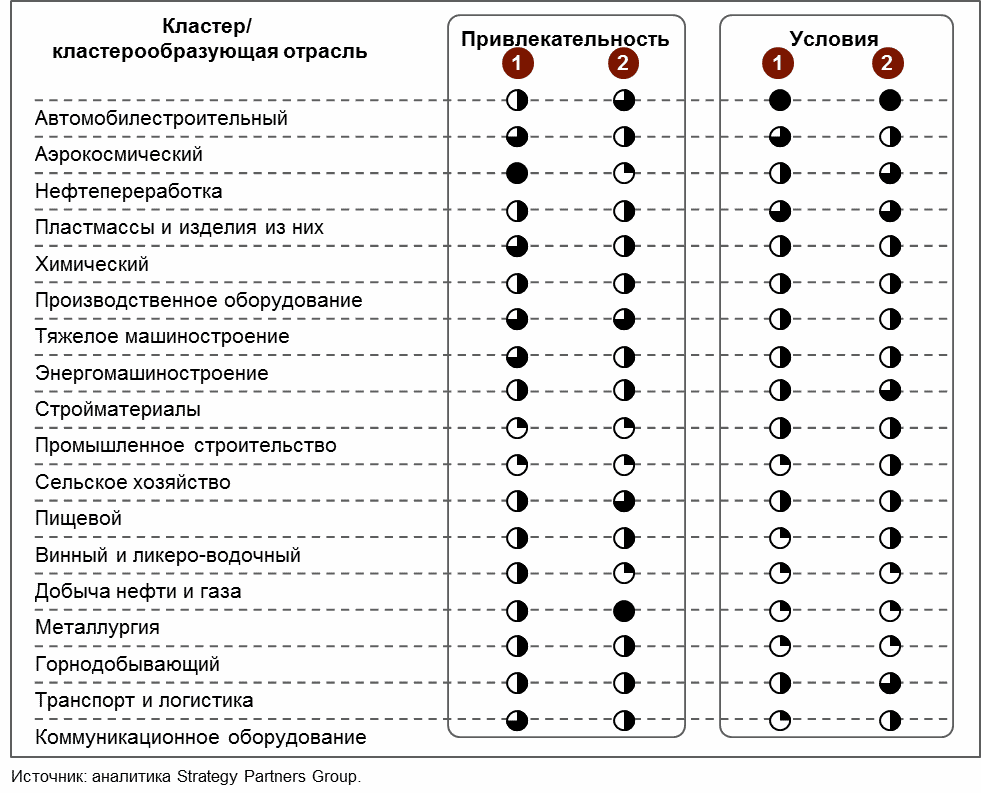 Кластер/
кластерообразующая отрасль
Привлекательность
Условия
1
2
1
2
Автомобилестроительный
Аэрокосмический
Нефтепереработка
Пластмассы и изделия из них
Химический
Производственное оборудование
Тяжелое машиностроение
Энергомашиностроение
Стройматериалы
Промышленное строительство
Сельское хозяйство
Пищевой
Винный и ликеро-водочный
Добыча нефти и газа
Металлургия
Горнодобывающий
Транспорт и логистика
Коммуникационное оборудование
Источник: аналитика Strategy Partners Group.